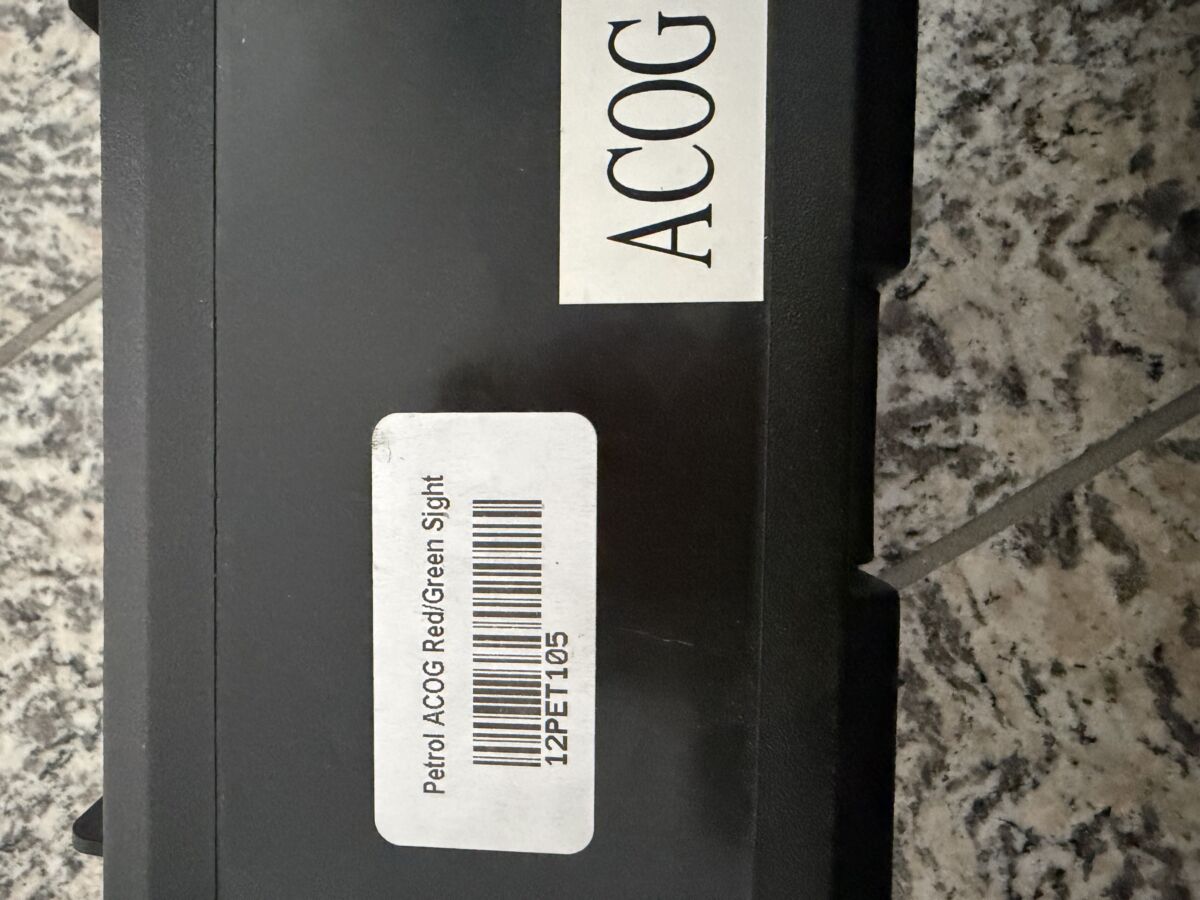 ACOG
Petrol ACOG Red/Green Sight
12PET105